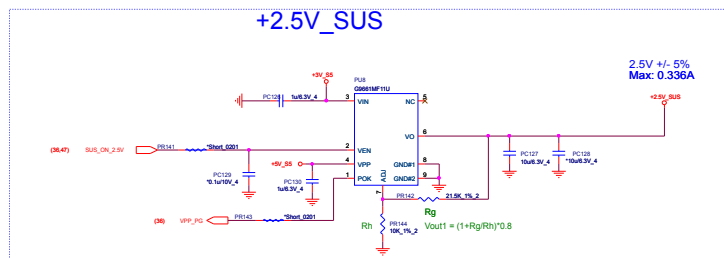 +2.5V_SUS
2.5V +/- 5%
Max: 0.336A
+3V_S5
PU8
G9661MF11U
+2.5V_SUS
PC126
1u/6.3V_4
3
VIN
NC
5
VO
6
(36,47)
SUS_ON_2.5V
PR141
*Short_0201
2
VEN
+5V_S5
4
VPP
GND#1
8
PC127
10u/6.3V_4
PC128
*10u/6.3V_4
PC129
*0.1u/10V_4
PC130
1u/6.3V_4
1
POK
GND#2
9
ADJ
7
PR142
21.5K_1%_2
(36)
VPP_PG
PR143
*Short_0201
Rg
Rh
PR144
10K_1%_2
Vout1 = (1+Rg/Rh)*0.8